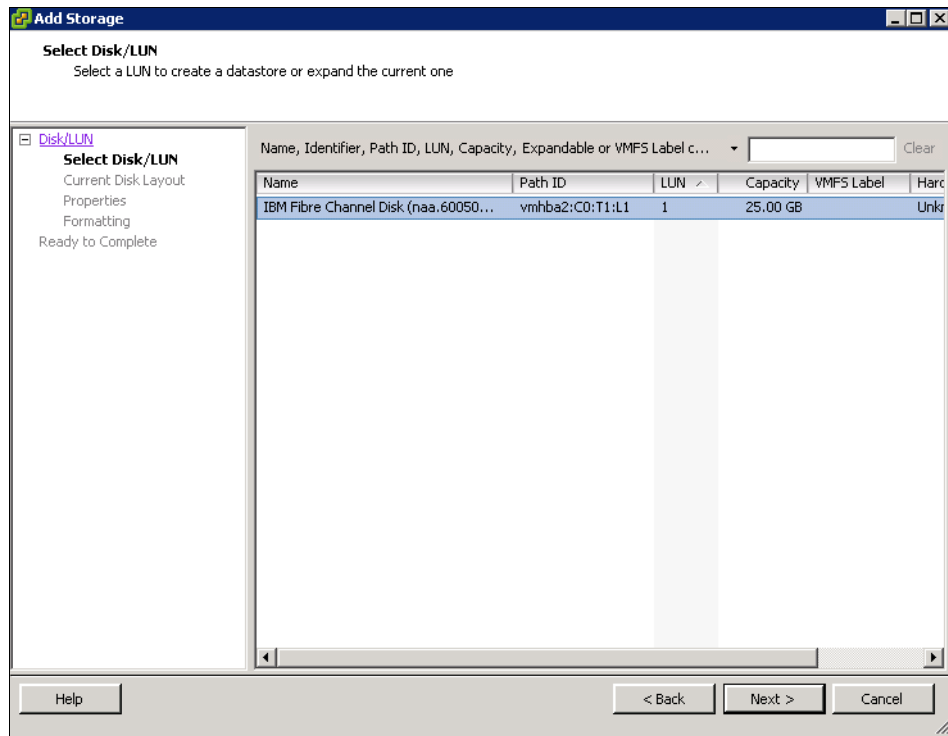 Add Storage
Select Disk/LUN
Select a LUN to create a datastore or expand the current one
Disk/LUN
Select Disk/LUN
Current Disk Layout
Properties
Formatting
Ready to Complete
Name, Identifier, Path ID, LUN, Capacity, Expandable or VMFS Label c... Clear
Name Path ID LUN Capacity VMFS Label Harc
IBM Fibre Channel Disk (naa.60050... vmhba2:C0:T1:L1 1 25.00 GB Unkr
Help < Back Next > Cancel